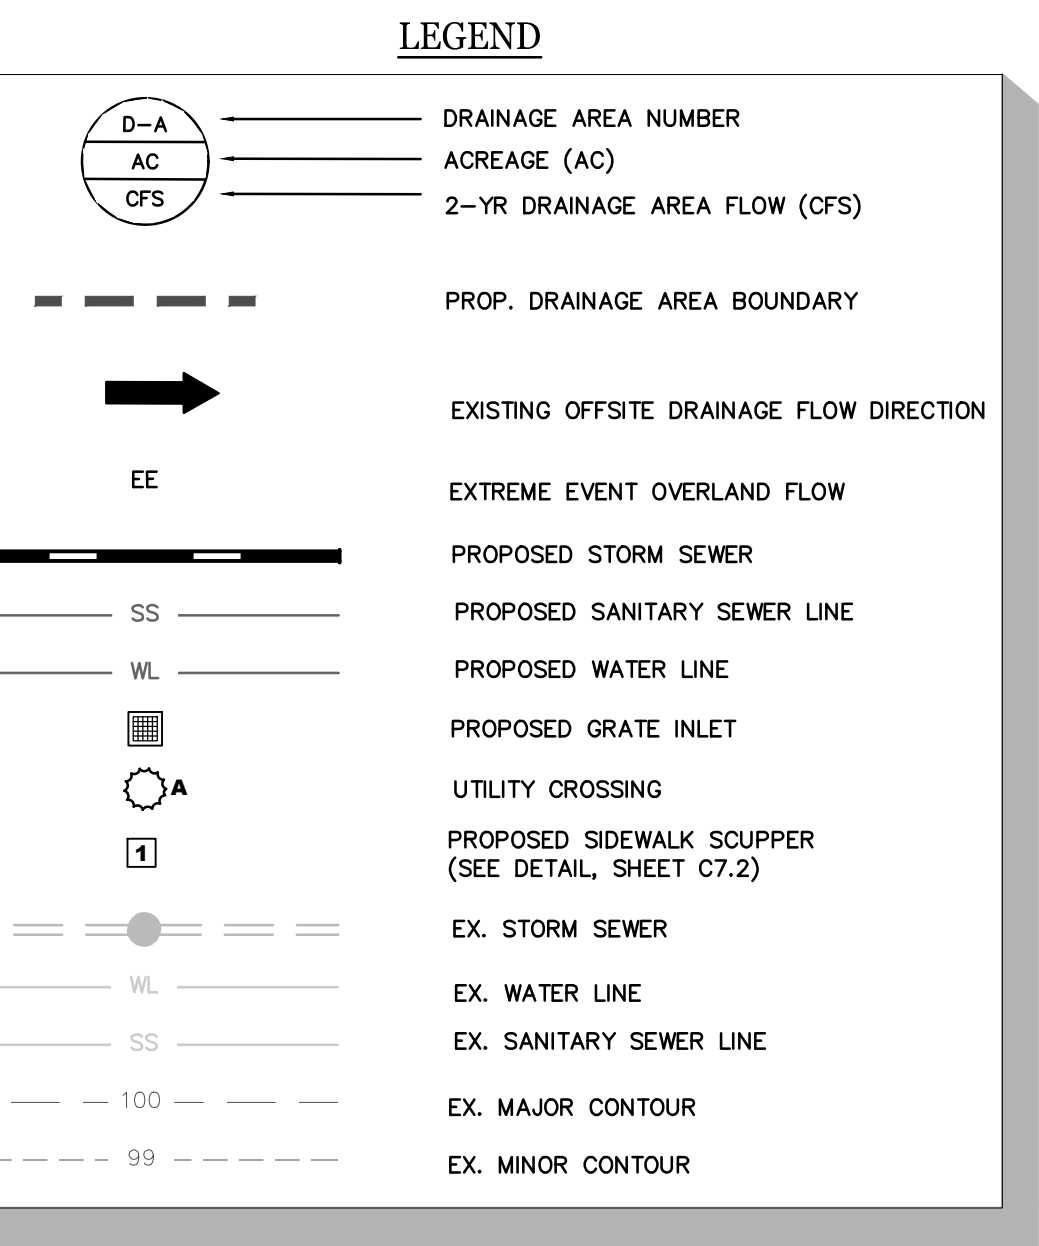 LEGEND
D-A
DRAINAGE AREA NUMBER
AC
ACREAGE (AC)
CFS
2-YR DRAINAGE AREA FLOW (CFS)
PROP. DRAINAGE AREA BOUNDARY
EXISTING OFFSITE DRAINAGE FLOW DIRECTION
EE
EXTREME EVENT OVERLAND FLOW
PROPOSED STORM SEWER
SS
PROPOSED SANITARY SEWER LINE
WL
PROPOSED WATER LINE
PROPOSED GRATE INLET
A
UTILITY CROSSING
1
PROPOSED SIDEWALK SCUPPER
(SEE DETAIL, SHEET C7.2)
EX. STORM SEWER
WL
EX. WATER LINE
SS
EX. SANITARY SEWER LINE
100
EX. MAJOR CONTOUR
99
EX. MINOR CONTOUR